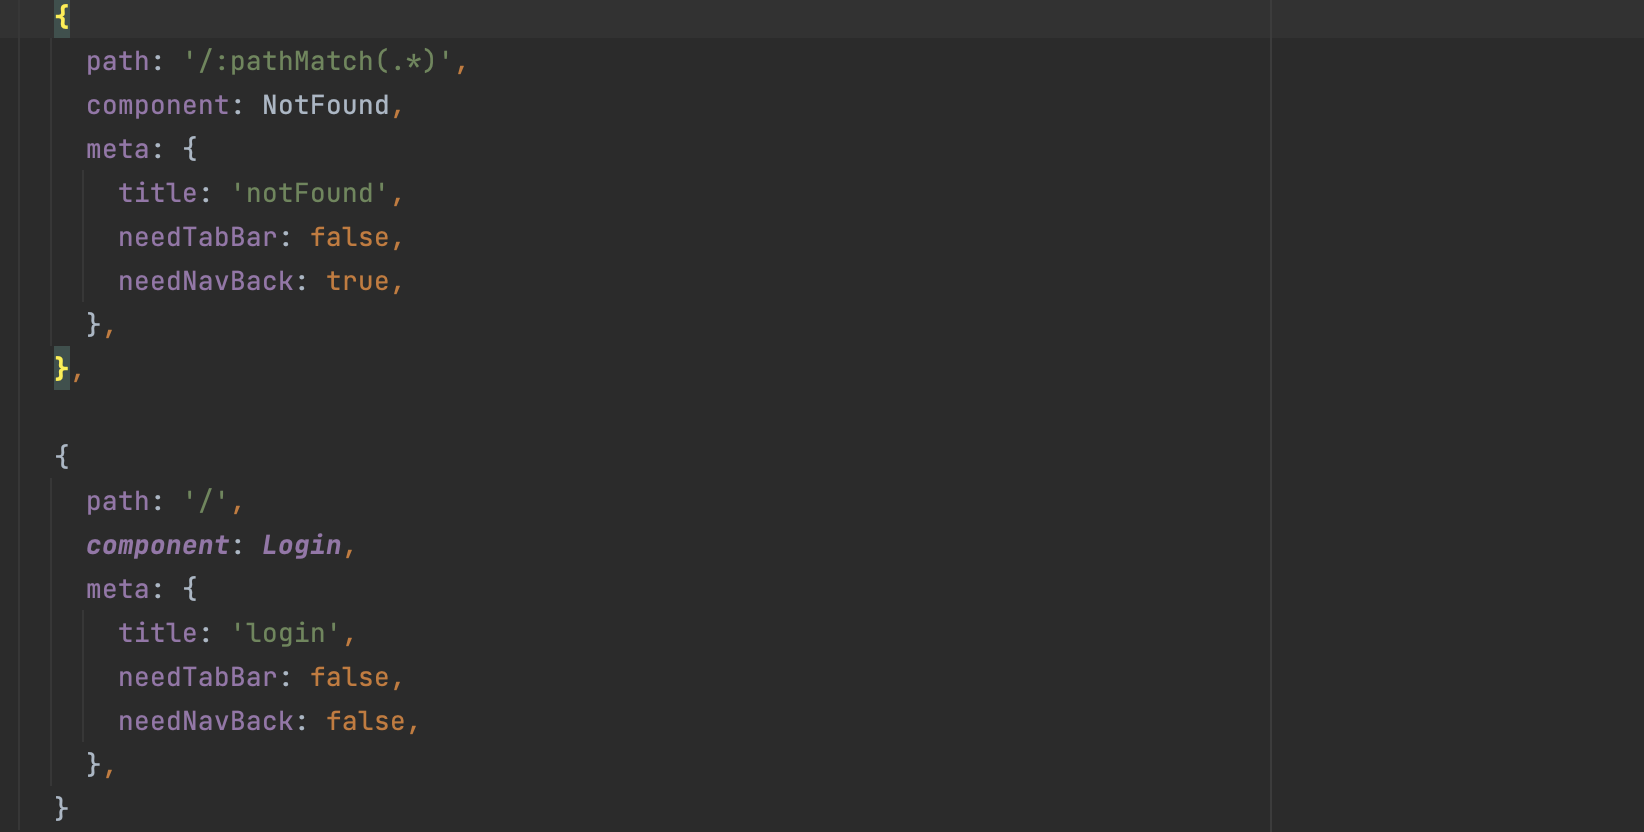 {
path: '/:pathMatch(.*)',
component: NotFound,
meta: {
title: 'notFound',
needTabBar: false,
needNavBack: true,
},
},
{
path: '/',
component: Login,
meta: {
title: 'login',
needTabBar: false,
needNavBack: false,
},
}